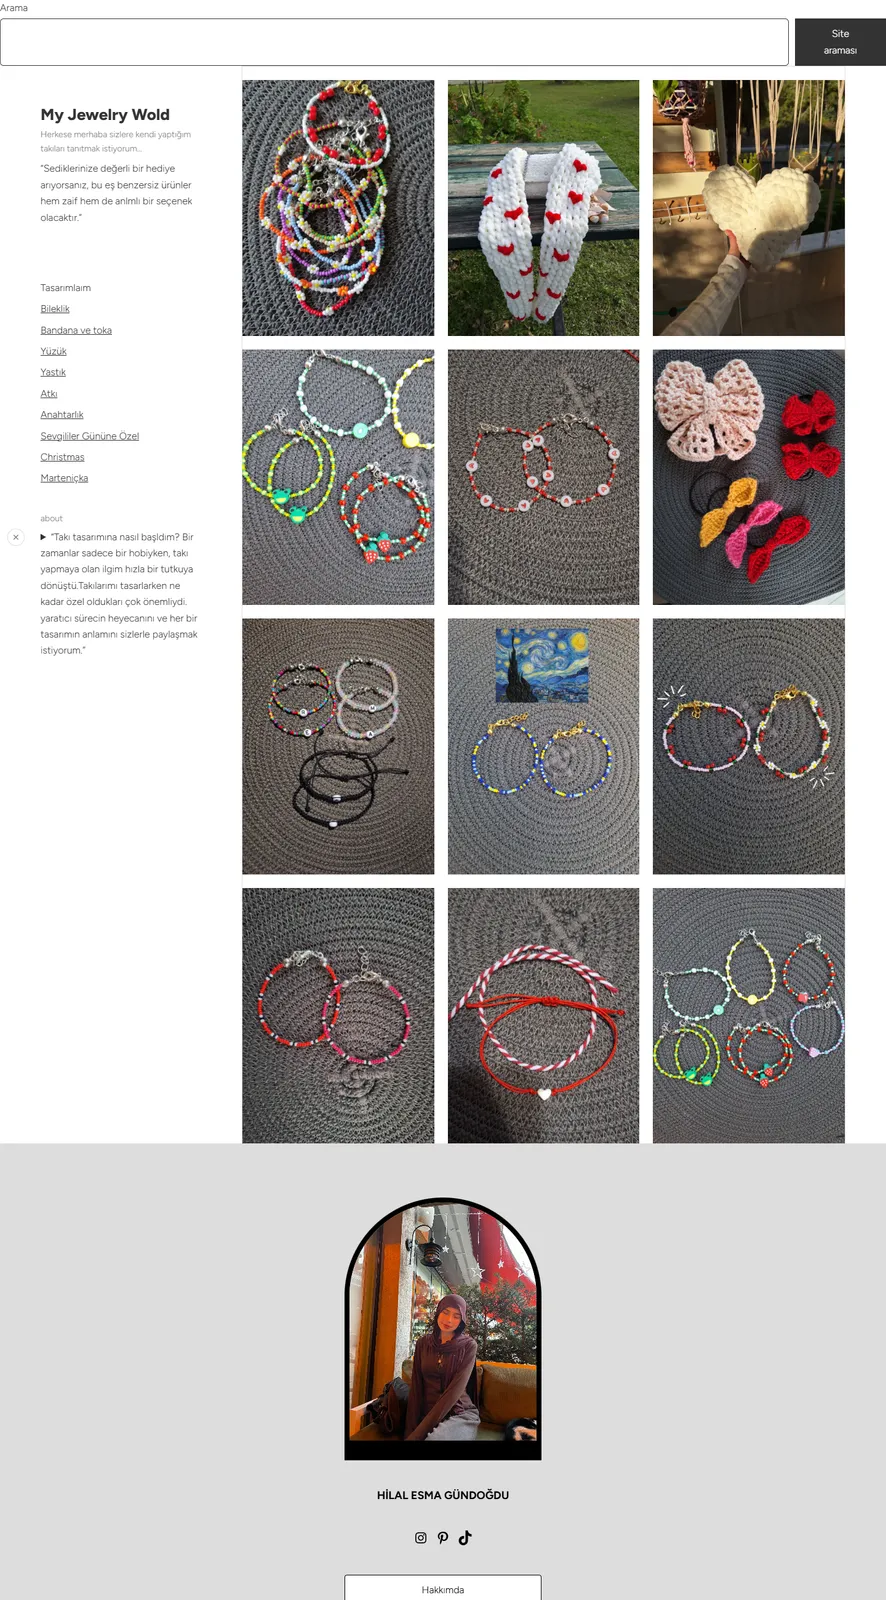 Arama
Site
araması
My Jewelry Wold
Herkese merhaba sizlere kendi yaptığım
takıları tanıtmak istiyorum...
"Sediklerinize değerli bir hediye
arıyorsanız, bu eş benzersiz ürünler
hem zaif hem de anlmlı bir seçenek
olacaktır."
Tasarımlaım
Bileklik
Bandana ve toka
Yüzük
Yastık
Atkı
Anahtarlık
Sevgililer Gününe Özel
Christmas
Marteniçka
about
"Takı tasarımına nasıl başldım? Bir
zamanlar sadece bir hobiyken, takı
yapmaya olan ilgim hızla bir tutkuya
dönüştü.Takılarımı tasarlarken ne
kadar özel oldukları çok önemliydi.
yaratıcı sürecin heyecanını ve her bir
tasarımın anlamını sizlerle paylaşmak
istiyorum."
HİLAL ESMA GÜNDOĞDU
Hakkımda